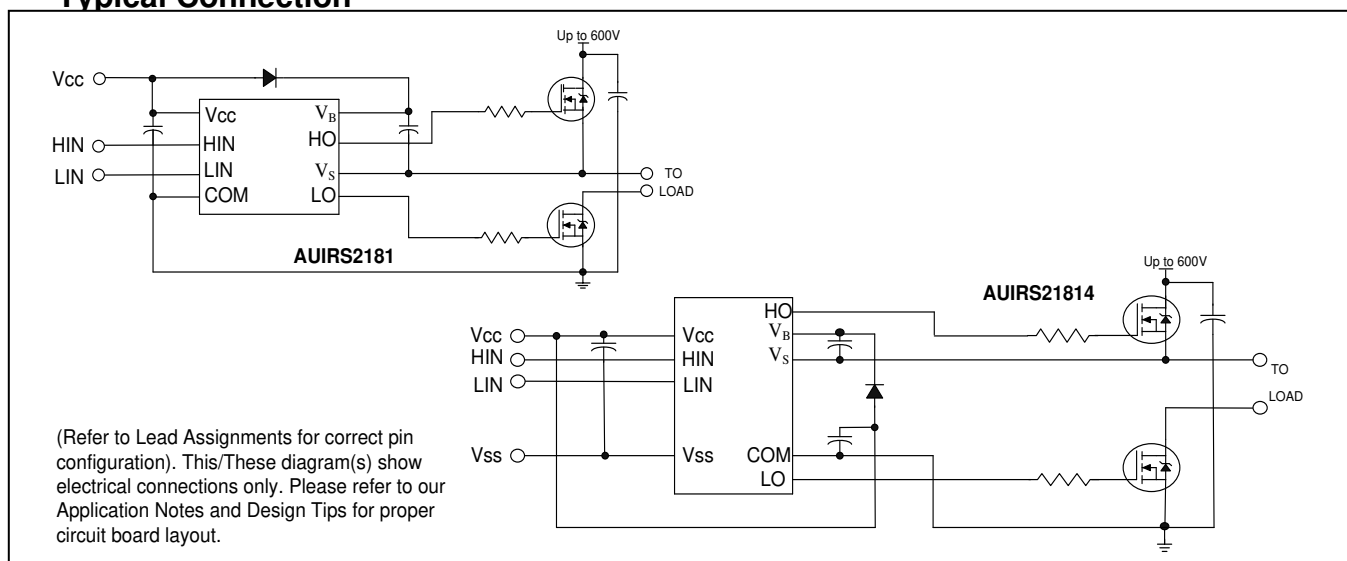 Typical Connection
Up to 600V
Vcc
Vcc
VB
HIN
HIN
HO
LIN
LIN
VS
TO
COM
LO
LOAD
AUIRS2181
Up to 600V
AUIRS21814
HO
Vcc
Vcc
VB
HIN
HIN
VS
TO
LIN
LIN
LOAD
Vss
Vss
COM
LO
(Refer to Lead Assignments for correct pin
configuration). This/These diagram(s) show
electrical connections only. Please refer to our
Application Notes and Design Tips for proper
circuit board layout.